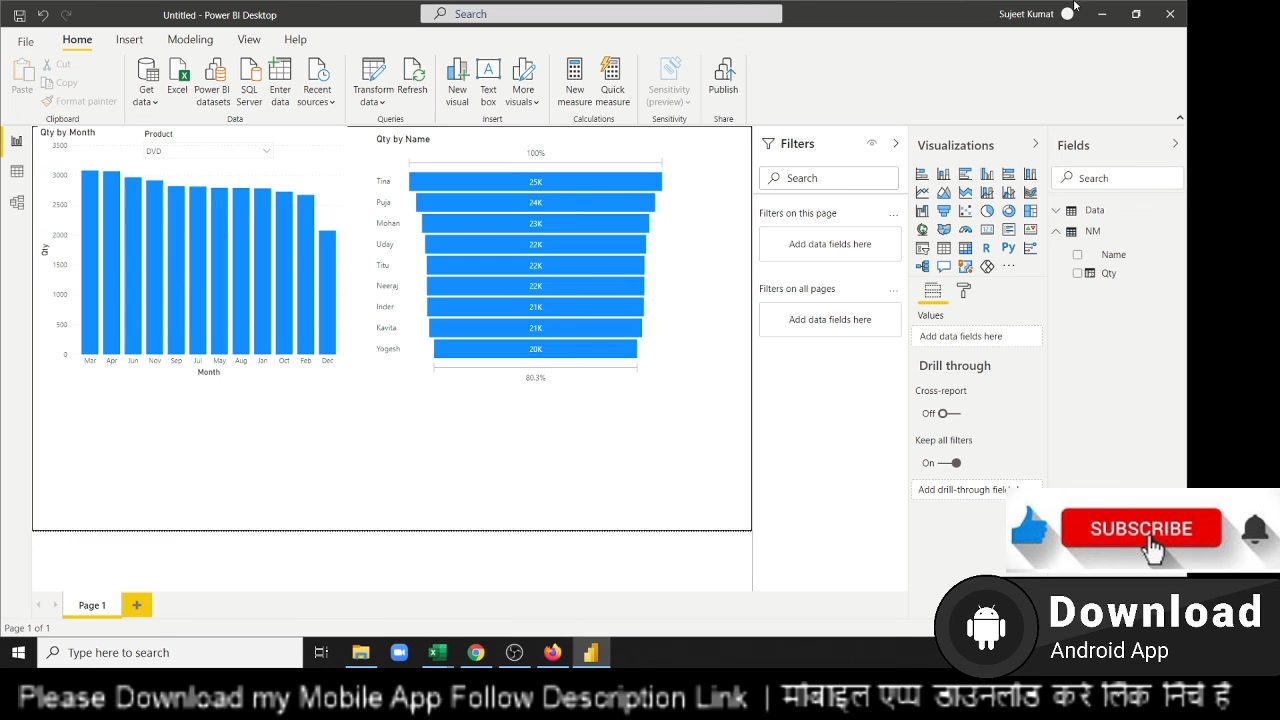 Untitled - Power BI Desktop
Search
Sujeet Kumat
File Home Insert Modeling View Help
Paste
Cut
Copy
Format painter
Clipboard
Get data
Excel
Power BI datasets
SQL Server
Enter data
Recent sources
Data
Transform data
Refresh
Queries
New visual
Text box
More visuals
Insert
New measure
Quick measure
Calculations
Sensitivity (preview)
Sensitivity
Publish
Share
Qty by Month
Product
DVD
3500
3000
2500
2000
1500
1000
500
0
Qty
Mar Apr Jun Nov Sep Jul May Aug Jan Oct Feb Dec
Month
Qty by Name
100%
Tina 25K
Puja 24K
Mohan 23K
Uday 22K
Titu 22K
Neeraj 22K
Inder 21K
Kavita 21K
Yogesh 20K
80.3%
Filters
Search
Filters on this page ...
Add data fields here
Filters on all pages ...
Add data fields here
Visualizations
R Py
...
Values
Add data fields here
Drill through
Cross-report
Off
Keep all filters
On
Add drill-through
Fields
Search
Data
NM
Name
Qty
SUBSCRIBE
Download
Android App
Page 1
Page 1 of 1
Type here to search
Please Download my Mobile App Follow Description Link | मोबाइल एप्प डाउनलोड करे लिंक निचे है